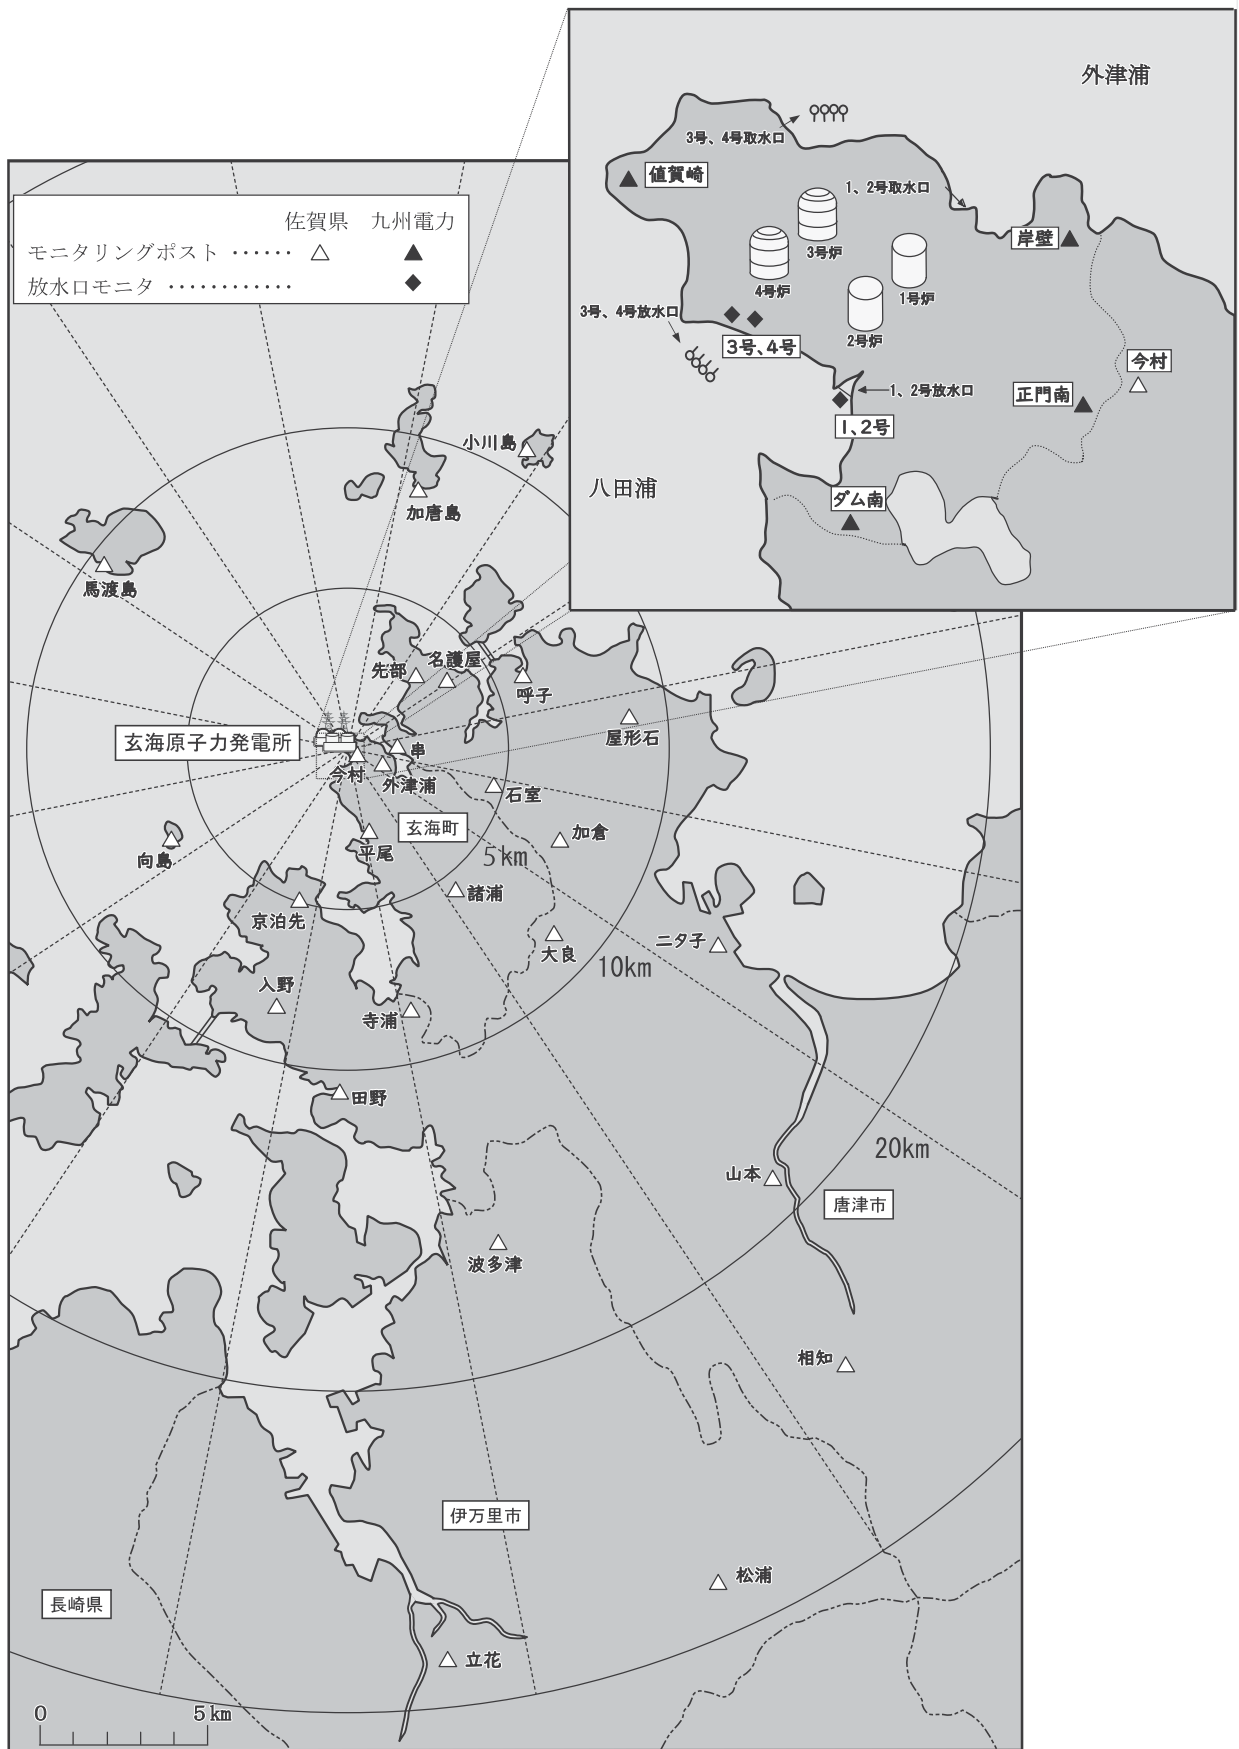 外津浦
3号、4号取水口
値賀崎
1、2号取水口
岸壁
3号炉
4号炉
1号炉
2号炉
3号、4号放水口
3号、4号
今村
1、2号放水口
正門南
1、2号
八田浦
ダム南
佐賀県 九州電力
モニタリングポスト ······ △ ▲
放水口モニタ ············ ◆
小川島
加唐島
馬渡島
名護屋
先部
呼子
屋形石
玄海原子力発電所
串
今村
外津浦
石室
玄海町
加倉
平尾
5km
向島
諸浦
京泊先
二タ子
大良
10km
入野
寺浦
田野
20km
山本
唐津市
波多津
相知
伊万里市
松浦
長崎県
立花
0 5km